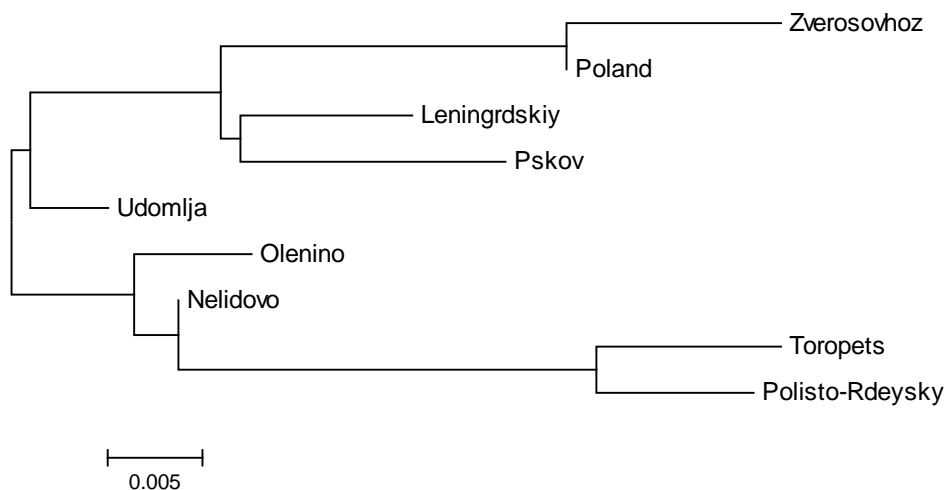 Zverosovhoz
Poland
Leningrdskiy
Pskov
Udomlja
Olenino
Nelidovo
Toropets
Polisto-Rdeysky
0.005